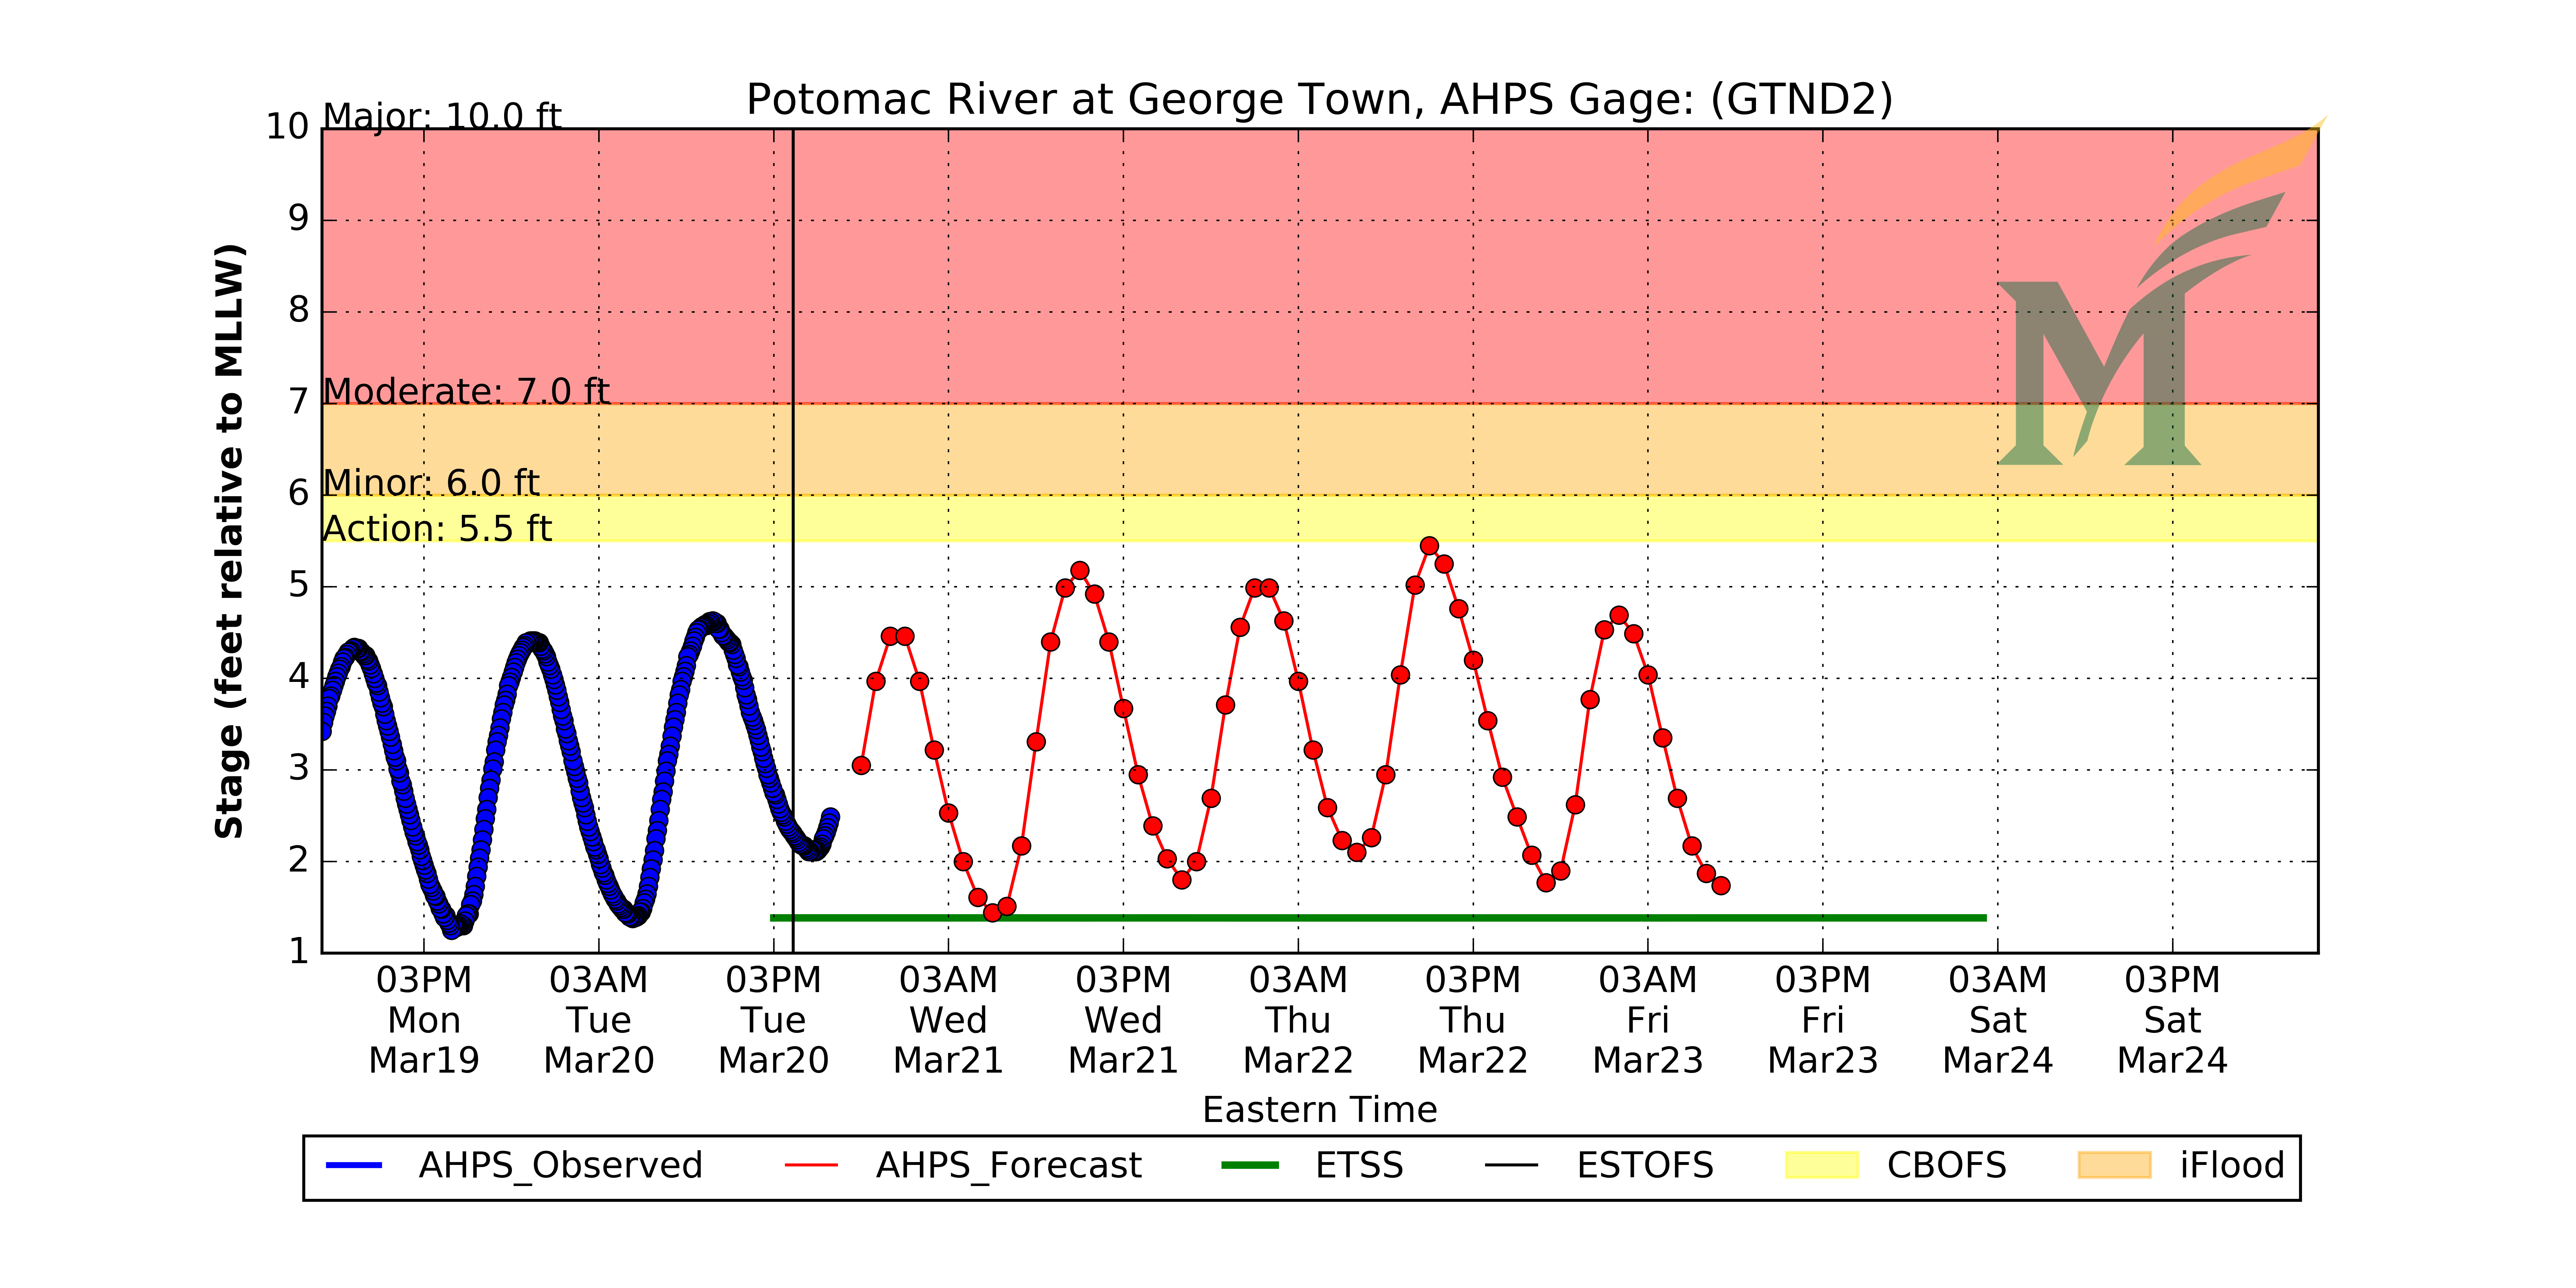 Potomac River at George Town, AHPS Gage: (GTND2)
Major: 10.0 ft
Moderate: 7.0 ft
Minor: 6.0 ft
Action: 5.5 ft
Stage (feet relative to MLLW)
10
9
8
7
6
5
4
3
2
1
03PM Mon Mar19
03AM Tue Mar20
03PM Tue Mar20
03AM Wed Mar21
03PM Wed Mar21
03AM Thu Mar22
03PM Thu Mar22
03AM Fri Mar23
03PM Fri Mar23
03AM Sat Mar24
03PM Sat Mar24
Eastern Time
AHPS_Observed AHPS_Forecast ETSS ESTOFS CBOFS iFlood
M